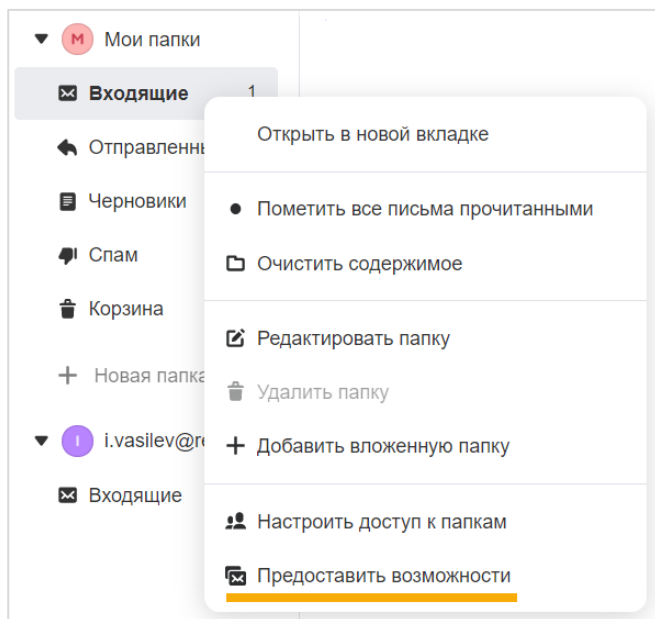 М Мои папки
Входящие 1
Открыть в новой вкладке
Отправленн
Черновики
Пометить все письма прочитанными
Спам
Очистить содержимое
Корзина
Редактировать папку
Новая папка
Удалить папку
I i.vasilev@re
Добавить вложенную папку
Входящие
Настроить доступ к папкам
Предоставить возможности